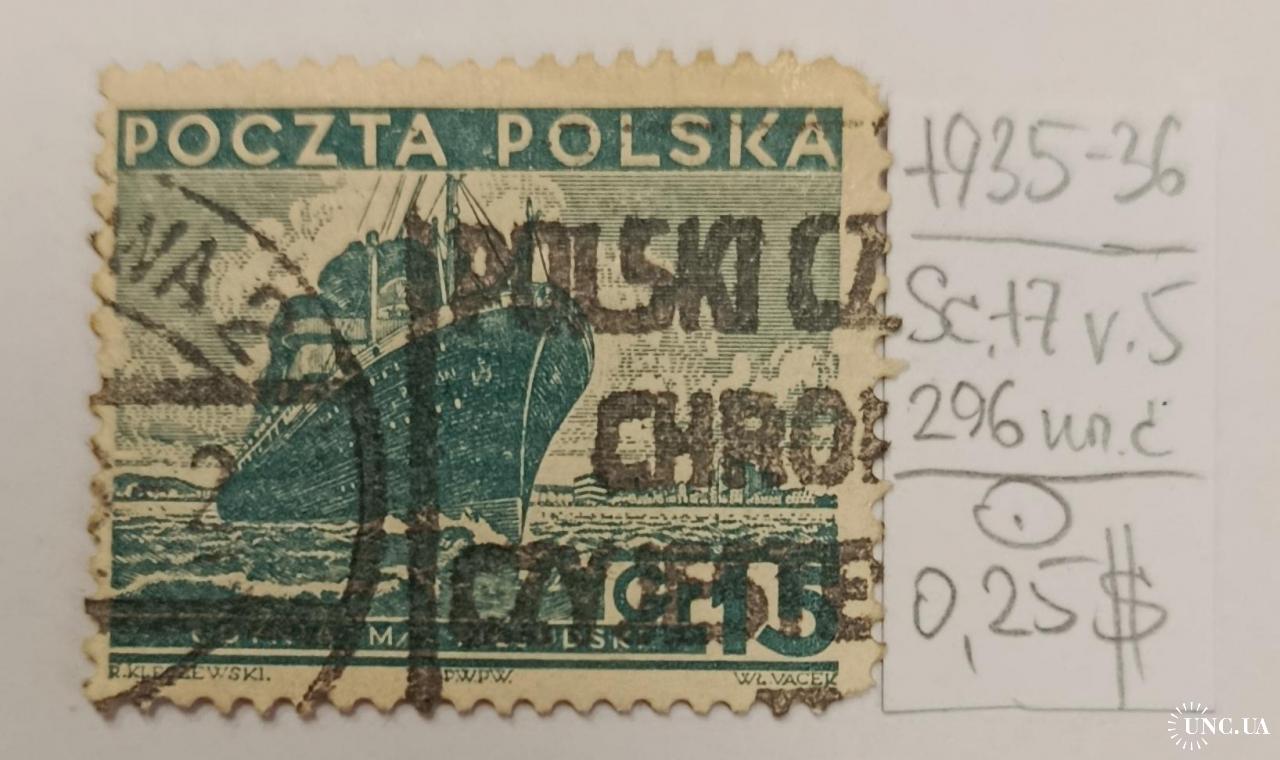 POCZTA POLSKA
POLSKI CZ
CHRO
Gr 15
R. KLECZEWSKI. P.W.P.W. WŁ. VACEK
1935-36
Sc.17 v.5
296
0,25$
UNC.UA